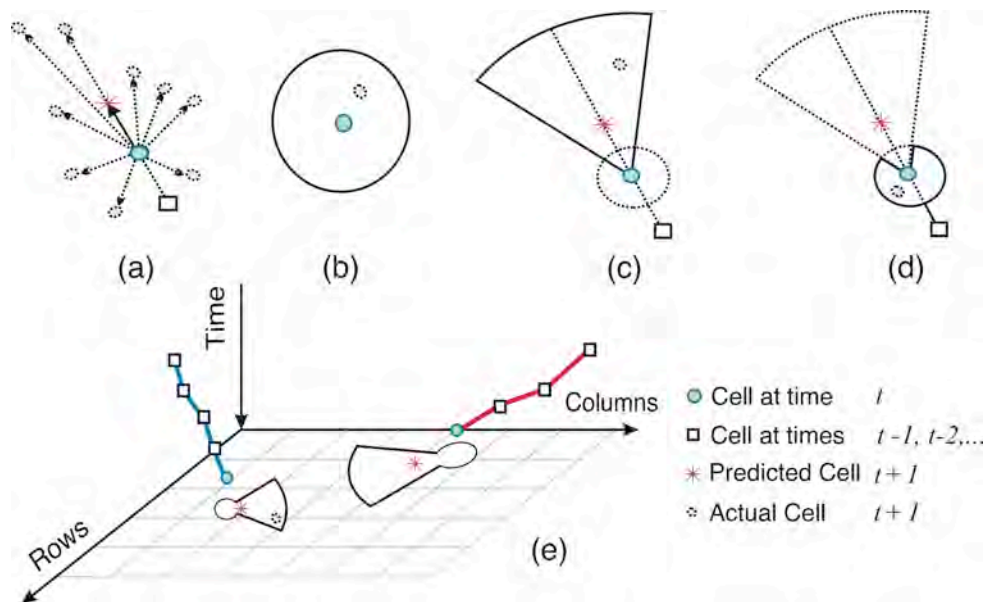 (a)
(b)
(c)
(d)
Time
Columns
Rows
(e)
Cell at time t
Cell at times t-1, t-2,...
Predicted Cell t+1
Actual Cell t+1